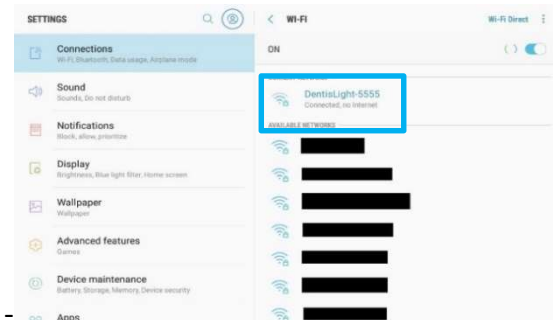 SETTINGS
Connections
Wi-Fi, Bluetooth, Data usage, Airplane mode
Sound
Sounds, Do not disturb
Notifications
Block, allow, prioritize
Display
Brightness, Blue light filter, Home screen
Wallpaper
Wallpaper
Advanced features
Games
Device maintenance
Battery, Storage, Memory, Device security
Apps
WI-FI
Wi-Fi Direct
ON
CURRENT NETWORK
DentisLight-5555
Connected, no internet
AVAILABLE NETWORKS